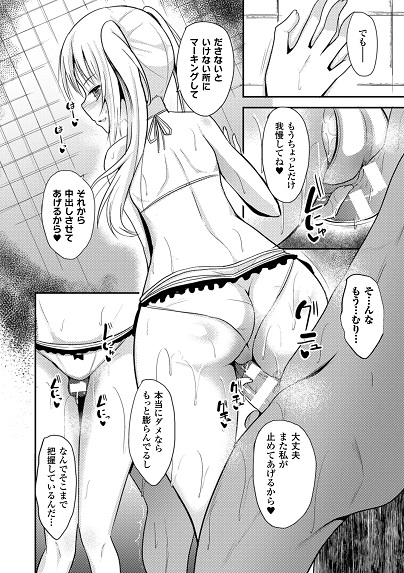 でも―
もうちょっとだけ
我慢してね♥
ださないと
いけない所に
マーキングして
それから
中出しさせて
あげるから♥
そ…んな
もう…むり…
大丈夫
また私が
止めてあげるから♥
本当にダメなら
もっと膨らんでるし
なんでそこまで
把握しているんだ…